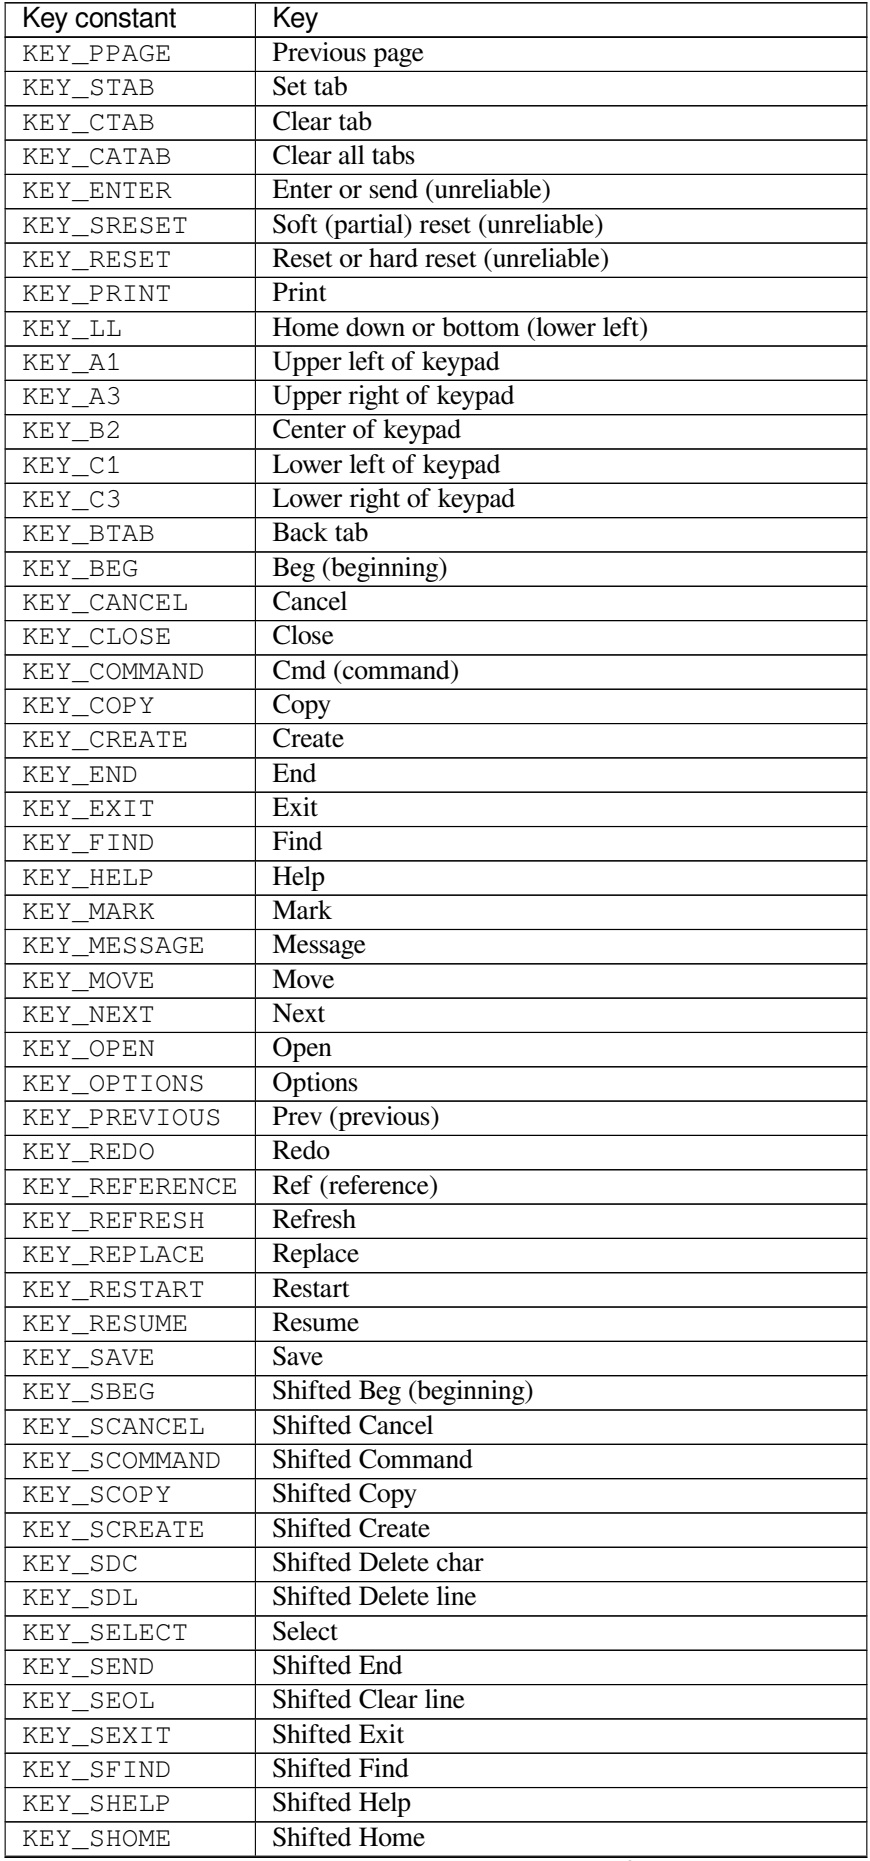 Key constant Key
KEY_PPAGE Previous page
KEY_STAB Set tab
KEY_CTAB Clear tab
KEY_CATAB Clear all tabs
KEY_ENTER Enter or send (unreliable)
KEY_SRESET Soft (partial) reset (unreliable)
KEY_RESET Reset or hard reset (unreliable)
KEY_PRINT Print
KEY_LL Home down or bottom (lower left)
KEY_A1 Upper left of keypad
KEY_A3 Upper right of keypad
KEY_B2 Center of keypad
KEY_C1 Lower left of keypad
KEY_C3 Lower right of keypad
KEY_BTAB Back tab
KEY_BEG Beg (beginning)
KEY_CANCEL Cancel
KEY_CLOSE Close
KEY_COMMAND Cmd (command)
KEY_COPY Copy
KEY_CREATE Create
KEY_END End
KEY_EXIT Exit
KEY_FIND Find
KEY_HELP Help
KEY_MARK Mark
KEY_MESSAGE Message
KEY_MOVE Move
KEY_NEXT Next
KEY_OPEN Open
KEY_OPTIONS Options
KEY_PREVIOUS Prev (previous)
KEY_REDO Redo
KEY_REFERENCE Ref (reference)
KEY_REFRESH Refresh
KEY_REPLACE Replace
KEY_RESTART Restart
KEY_RESUME Resume
KEY_SAVE Save
KEY_SBEG Shifted Beg (beginning)
KEY_SCANCEL Shifted Cancel
KEY_SCOMMAND Shifted Command
KEY_SCOPY Shifted Copy
KEY_SCREATE Shifted Create
KEY_SDC Shifted Delete char
KEY_SDL Shifted Delete line
KEY_SELECT Select
KEY_SEND Shifted End
KEY_SEOL Shifted Clear line
KEY_SEXIT Shifted Exit
KEY_SFIND Shifted Find
KEY_SHELP Shifted Help
KEY_SHOME Shifted Home